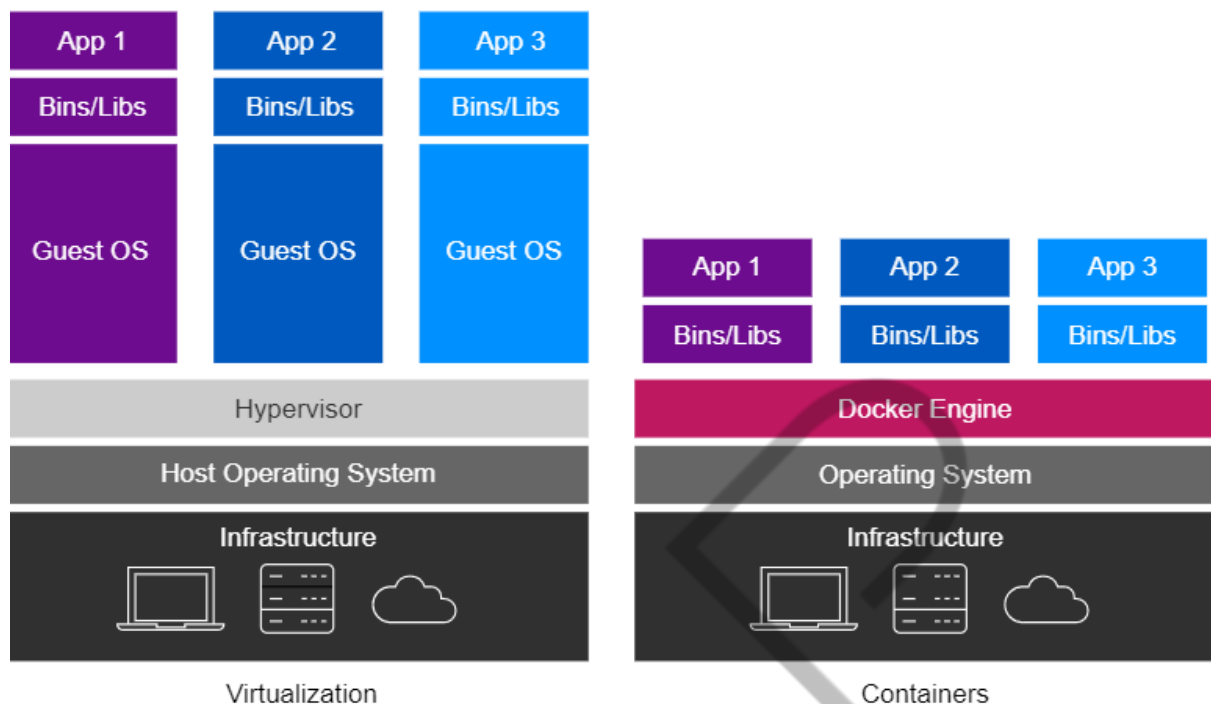 App 1
App 2
App 3
Bins/Libs
Bins/Libs
Bins/Libs
Guest OS
Guest OS
Guest OS
Hypervisor
Host Operating System
Infrastructure
Virtualization
App 1
App 2
App 3
Bins/Libs
Bins/Libs
Bins/Libs
Docker Engine
Operating System
Infrastructure
Containers